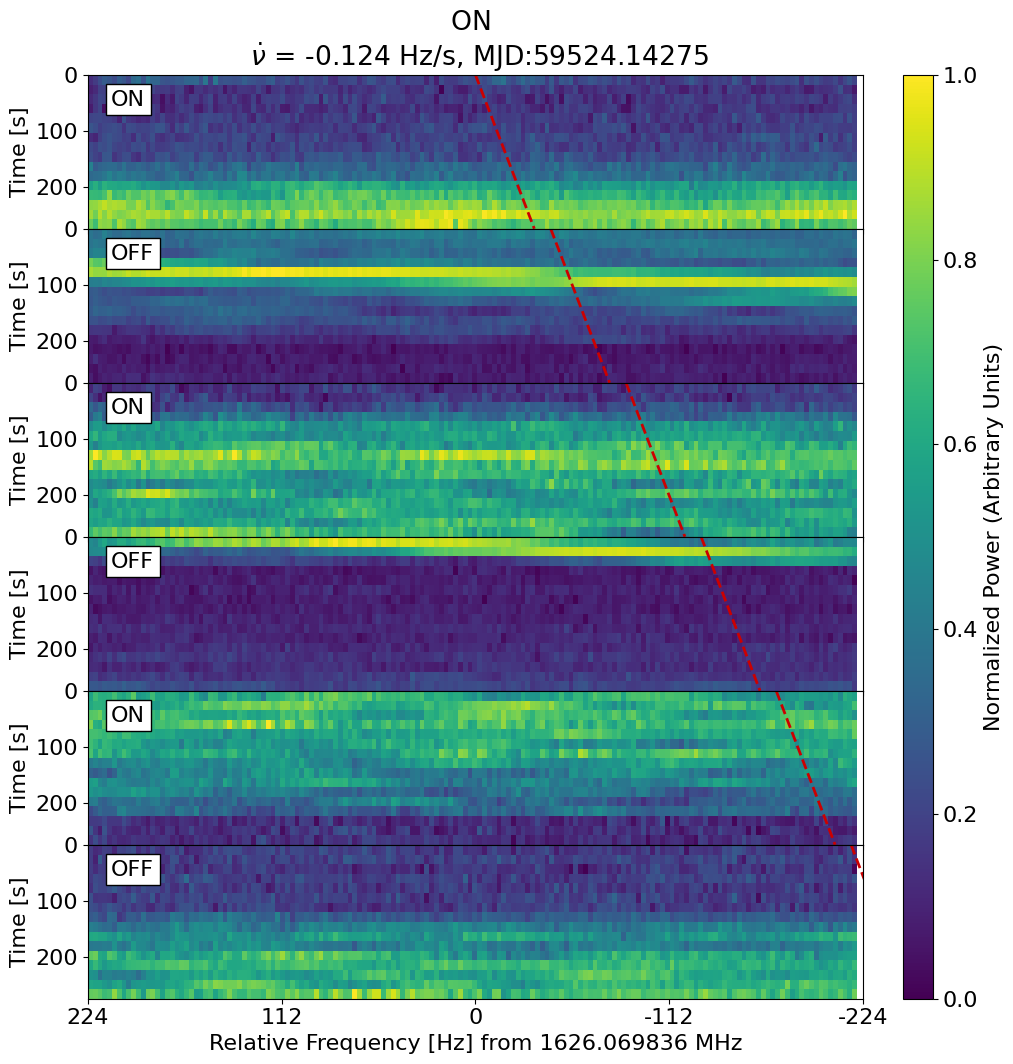 ON
ν̇ = -0.124 Hz/s, MJD:59524.14275
0
100
200
Time [s]
ON
0
100
200
Time [s]
OFF
0
100
200
Time [s]
ON
0
100
200
Time [s]
OFF
0
100
200
Time [s]
ON
0
100
200
Time [s]
OFF
224 112 0 -112 -224
Relative Frequency [Hz] from 1626.069836 MHz
1.0
0.8
0.6
0.4
0.2
0.0
Normalized Power (Arbitrary Units)